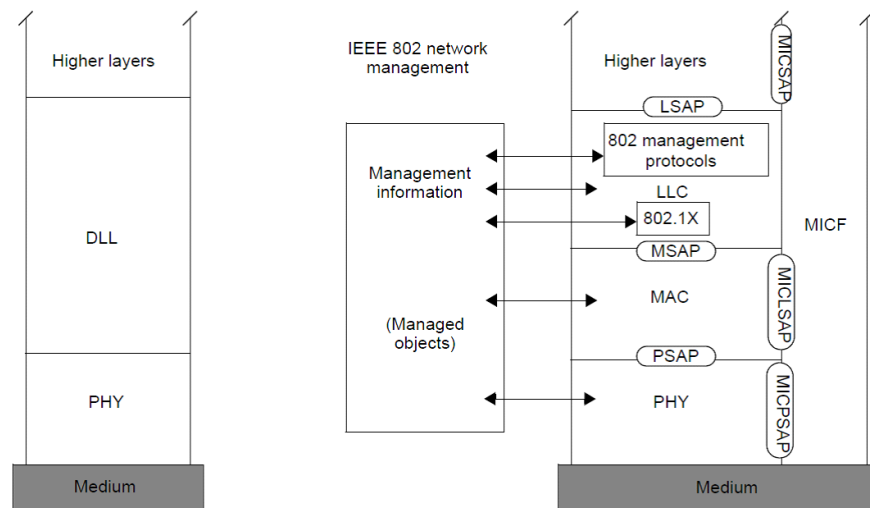 Higher layers
DLL
PHY
Medium
IEEE 802 network
management
Management
information
(Managed
objects)
Higher layers
MICSAP
LSAP
802 management
protocols
LLC
802.1X
MICF
MSAP
MAC
MICLSAP
PSAP
PHY
MICPSAP
Medium